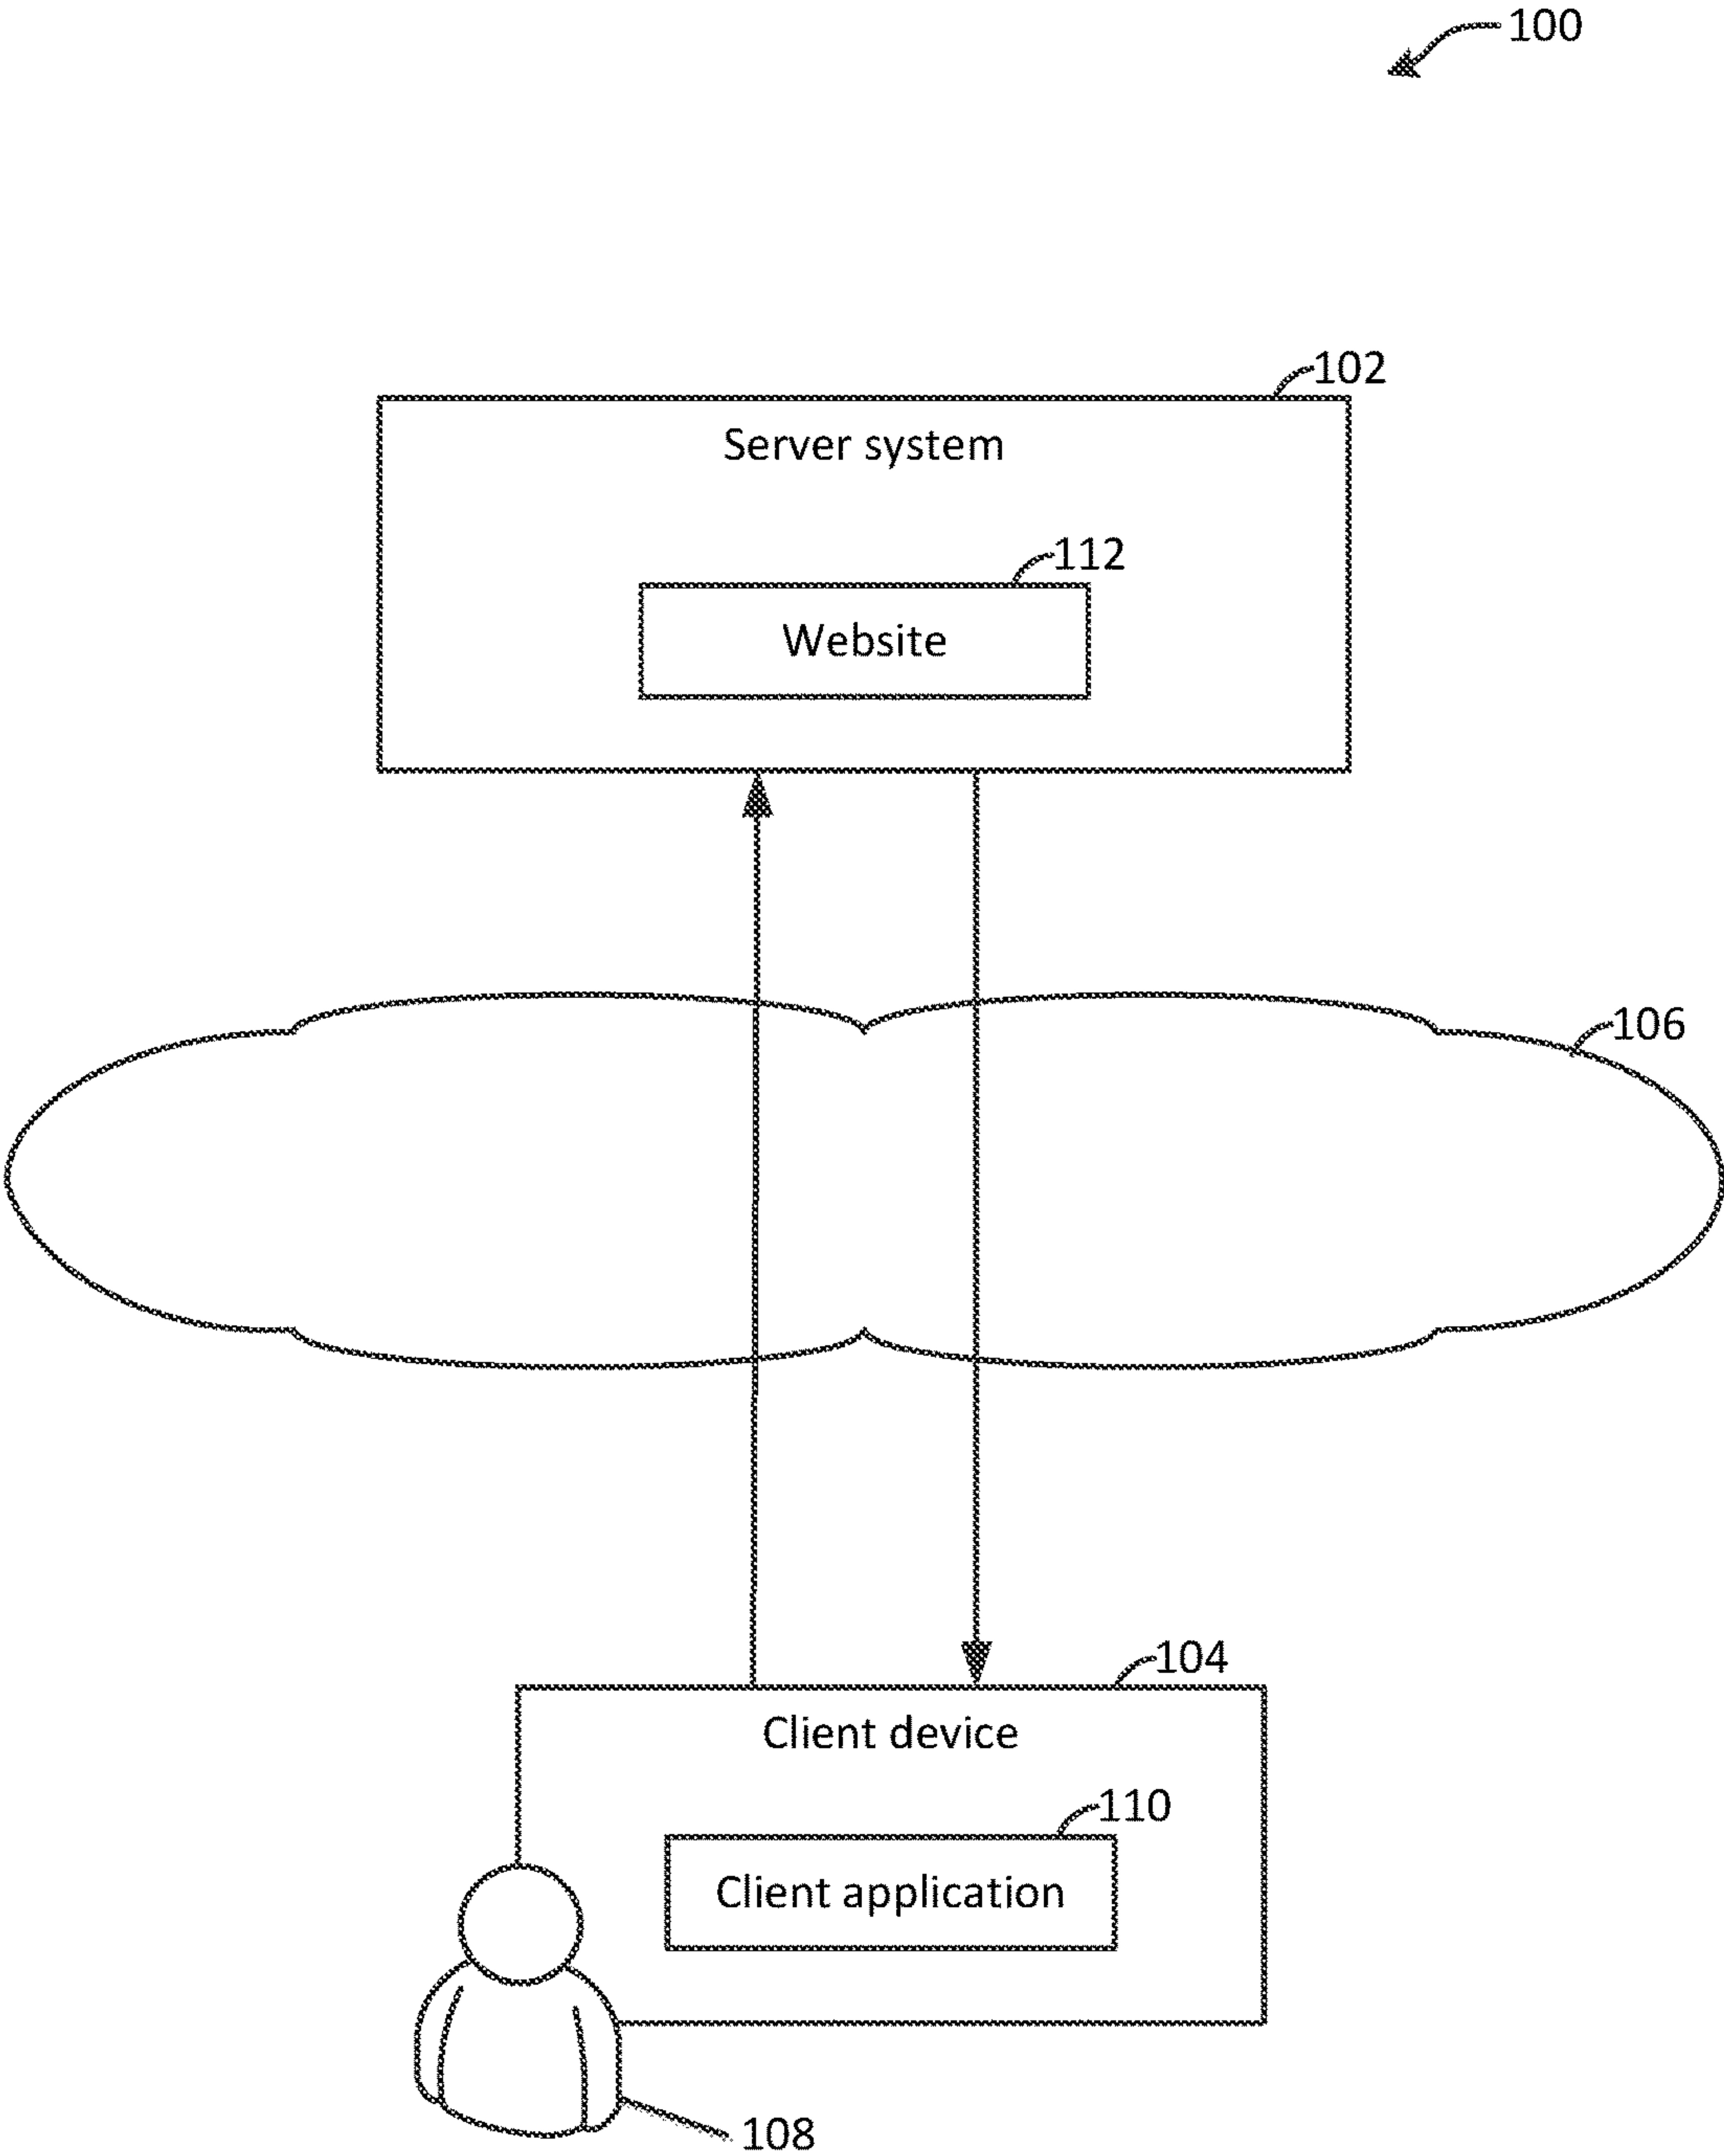 100
102
Server system
112
Website
106
104
Client device
110
Client application
108